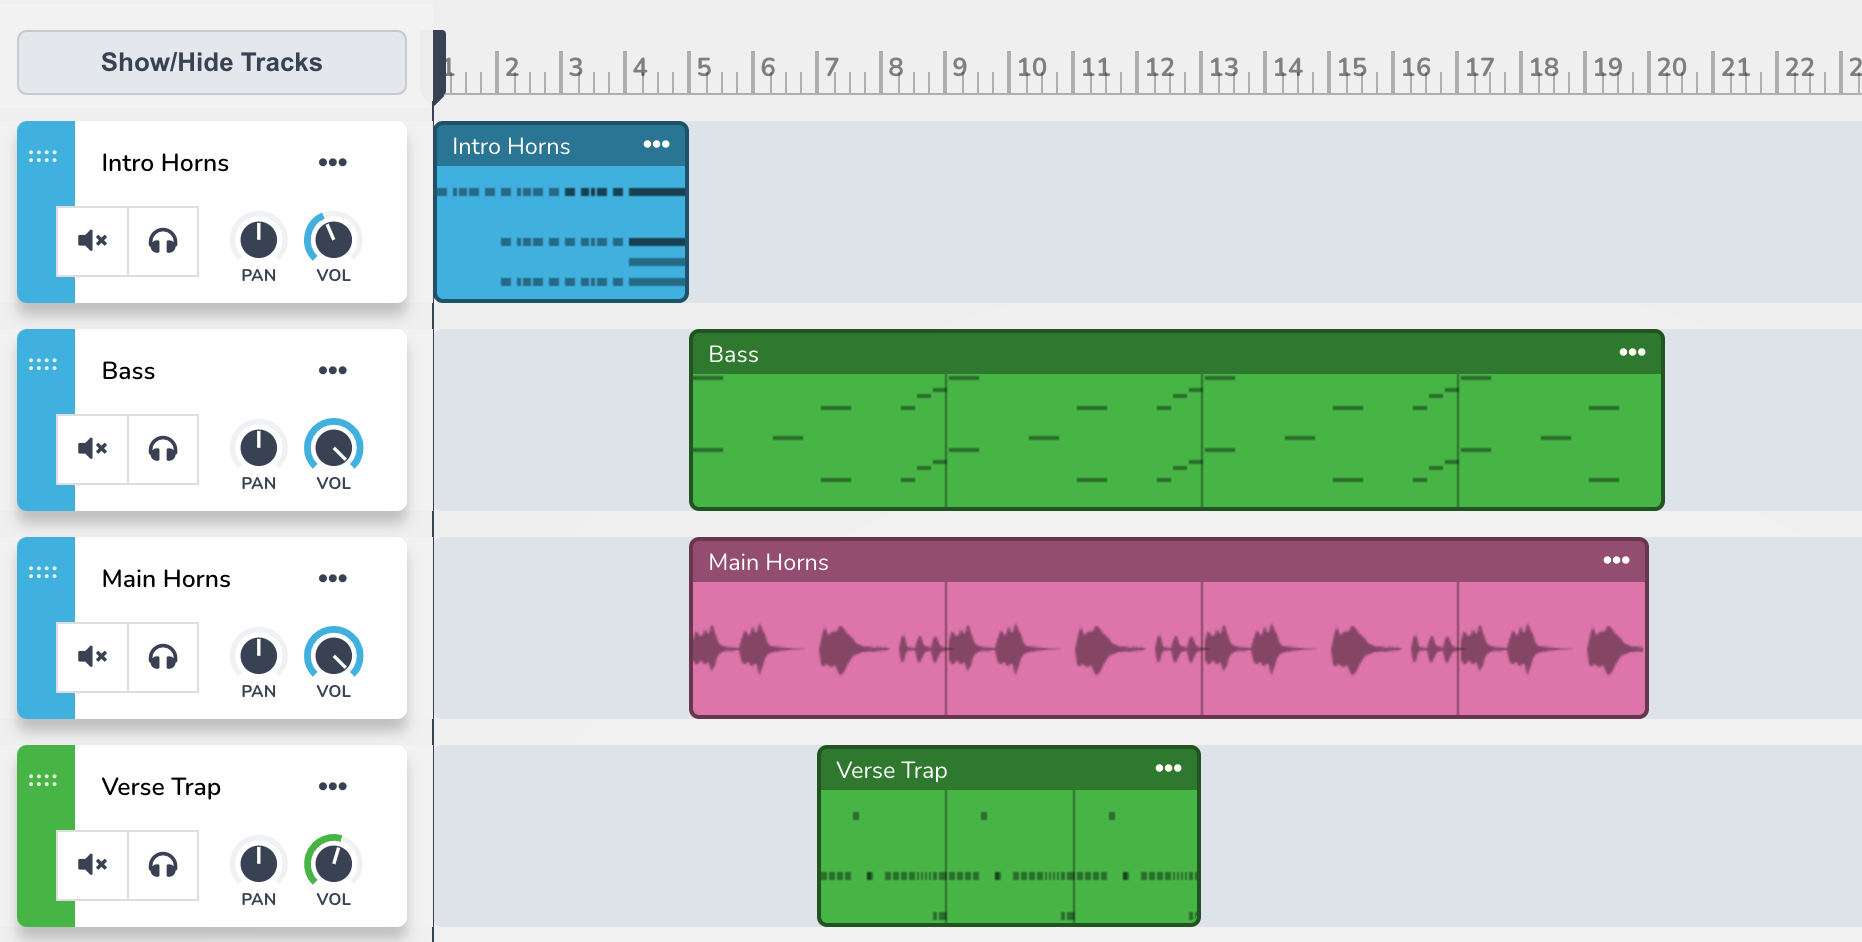 Show/Hide Tracks
1 2 3 4 5 6 7 8 9 10 11 12 13 14 15 16 17 18 19 20 21 22 2
Intro Horns
PAN VOL
Intro Horns
Bass
PAN VOL
Bass
Main Horns
PAN VOL
Main Horns
Verse Trap
PAN VOL
Verse Trap